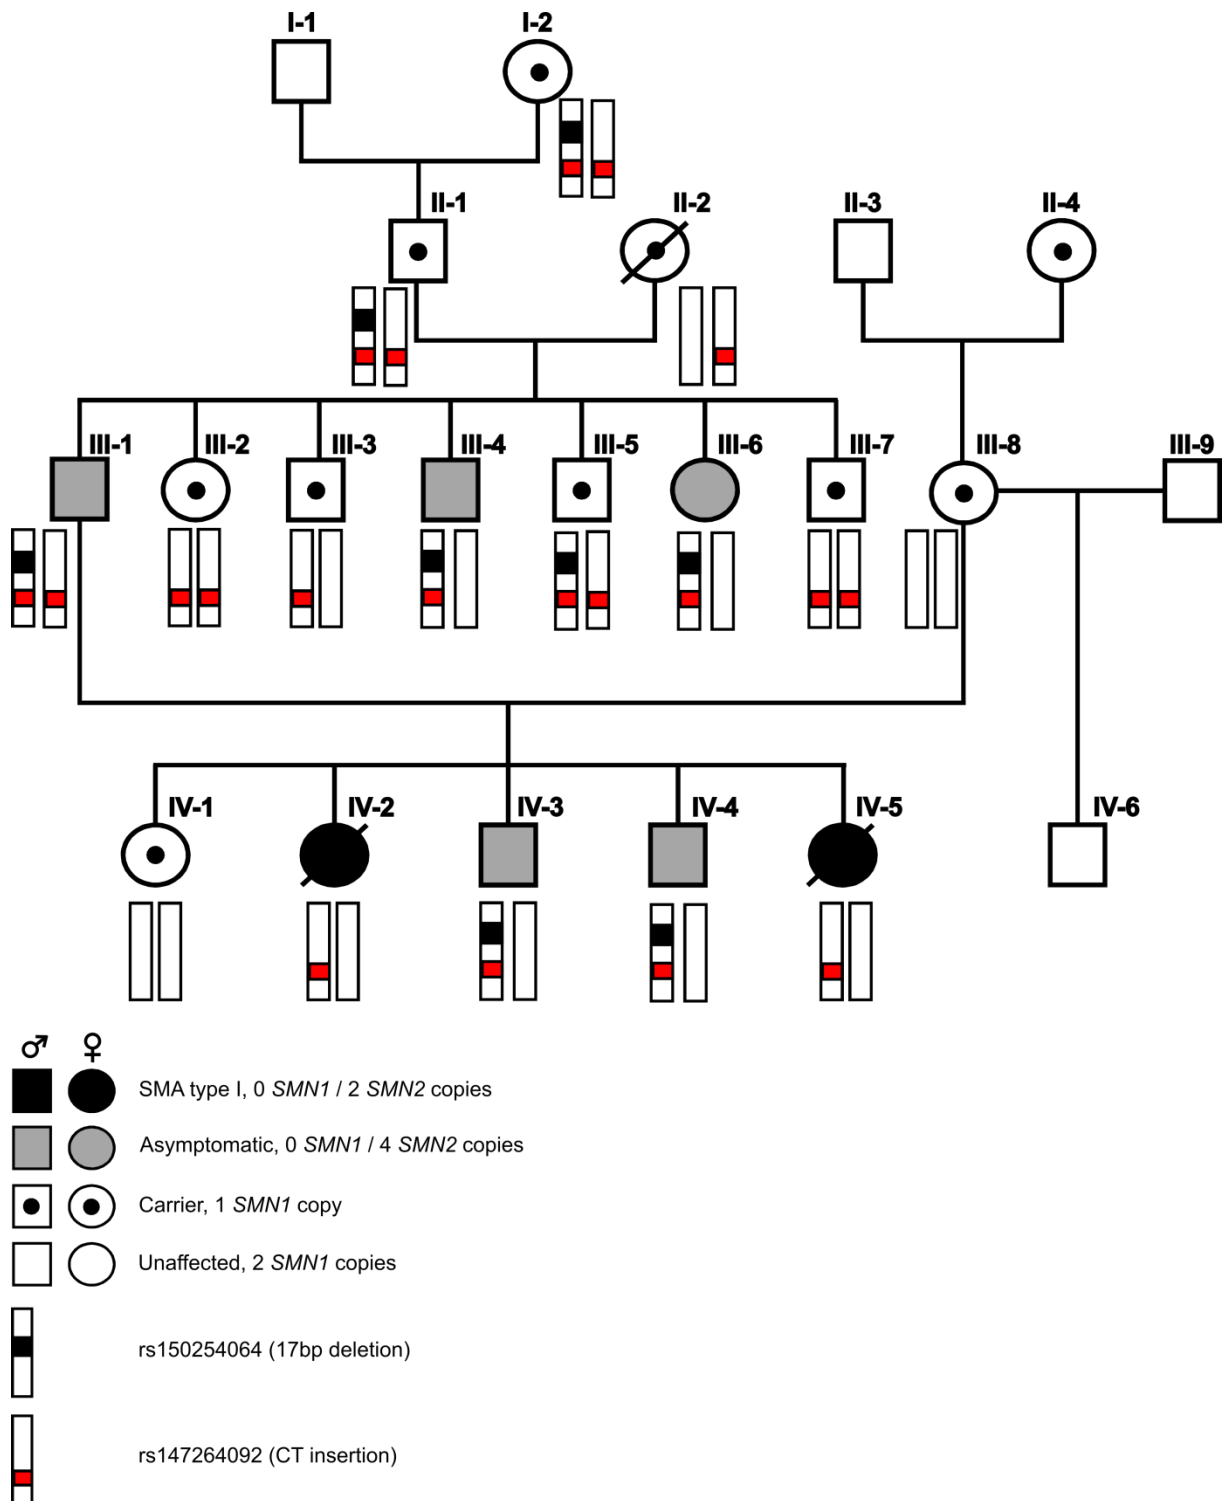 I-1 I-2
II-1 II-2 II-3 II-4
III-1 III-2 III-3 III-4 III-5 III-6 III-7 III-8 III-9
IV-1 IV-2 IV-3 IV-4 IV-5 IV-6
♂ ♀
SMA type I, 0 SMN1 / 2 SMN2 copies
Asymptomatic, 0 SMN1 / 4 SMN2 copies
Carrier, 1 SMN1 copy
Unaffected, 2 SMN1 copies
rs150254064 (17bp deletion)
rs147264092 (CT insertion)